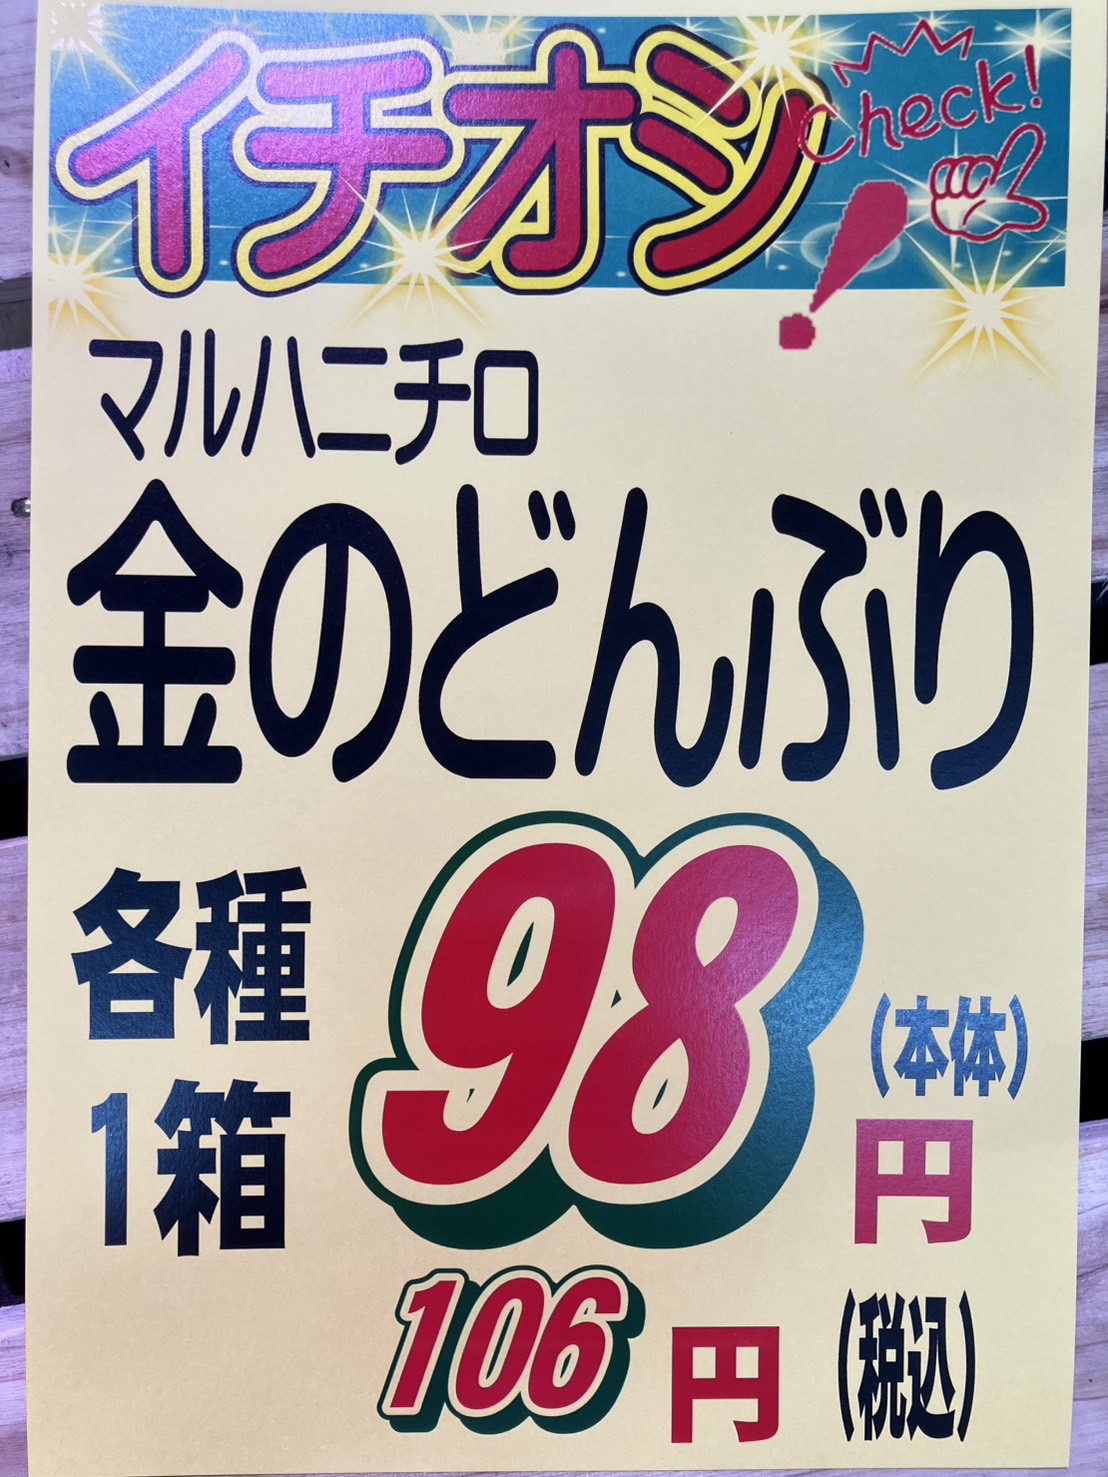 イチオシ
Check!
!
マルハニチロ
金のどんぶり
各種
1箱
98
(本体)
円
106円(税込)